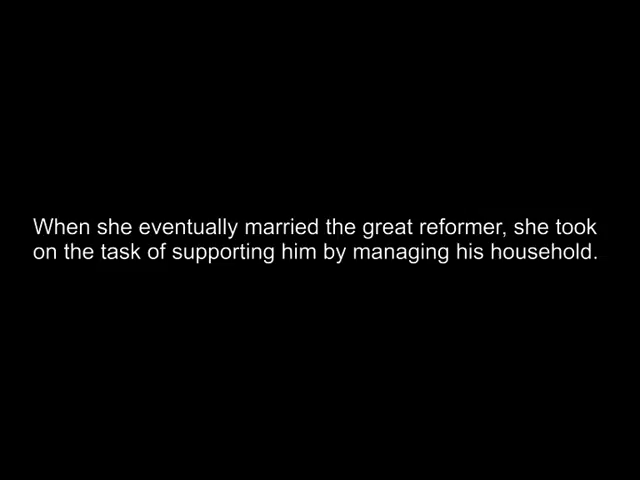 When she eventually married the great reformer, she took
on the task of supporting him by managing his household.